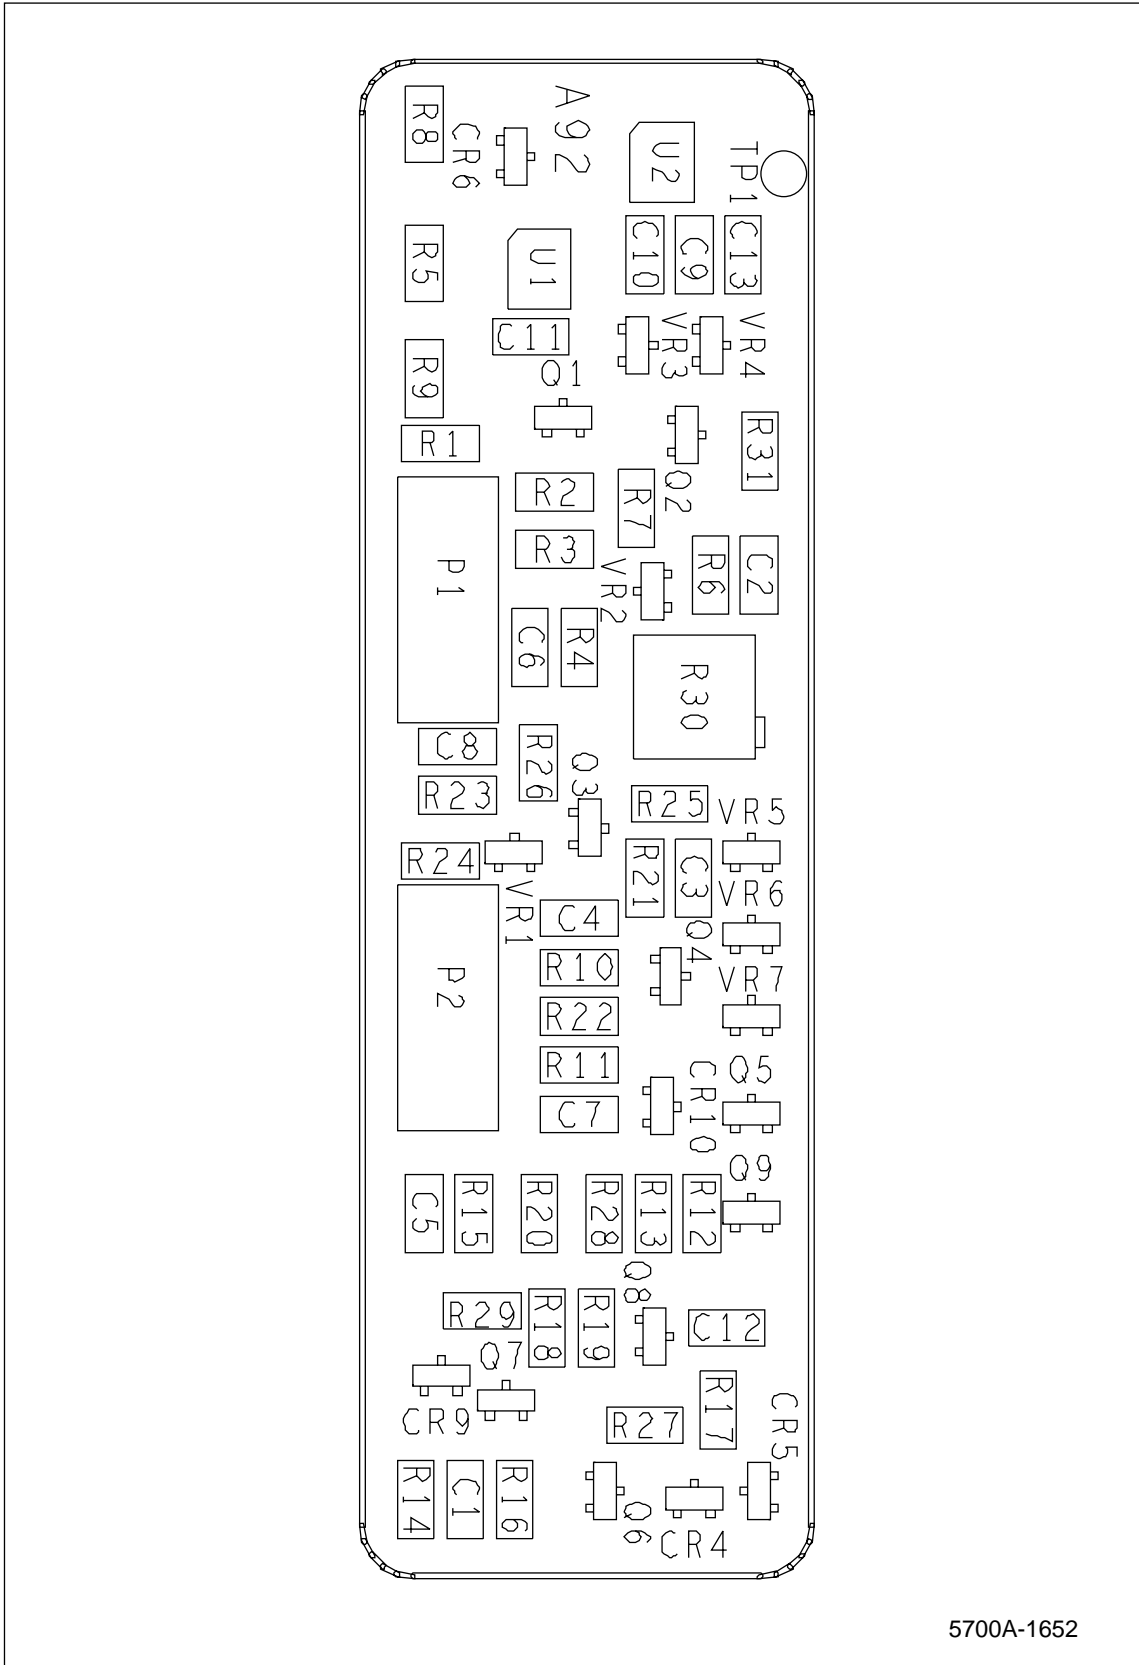 A92
R8
CR6
U2
TP1
R5
U1
C10
C9
C13
C11
VR3
VR4
R9
Q1
R1
Q2
R31
R2
R7
R3
P1
VR2
R6
C2
C6
R4
R30
C8
R26
Q3
R23
R25
VR5
R24
VR1
R21
C3
VR6
C4
Q4
R10
P2
VR7
R22
R11
CR10
Q5
C7
Q9
C5
R15
R20
R28
R13
R12
Q8
R29
R18
R19
C12
Q7
CR9
R27
R17
CR5
R14
C1
R16
Q6
CR4
5700A-1652